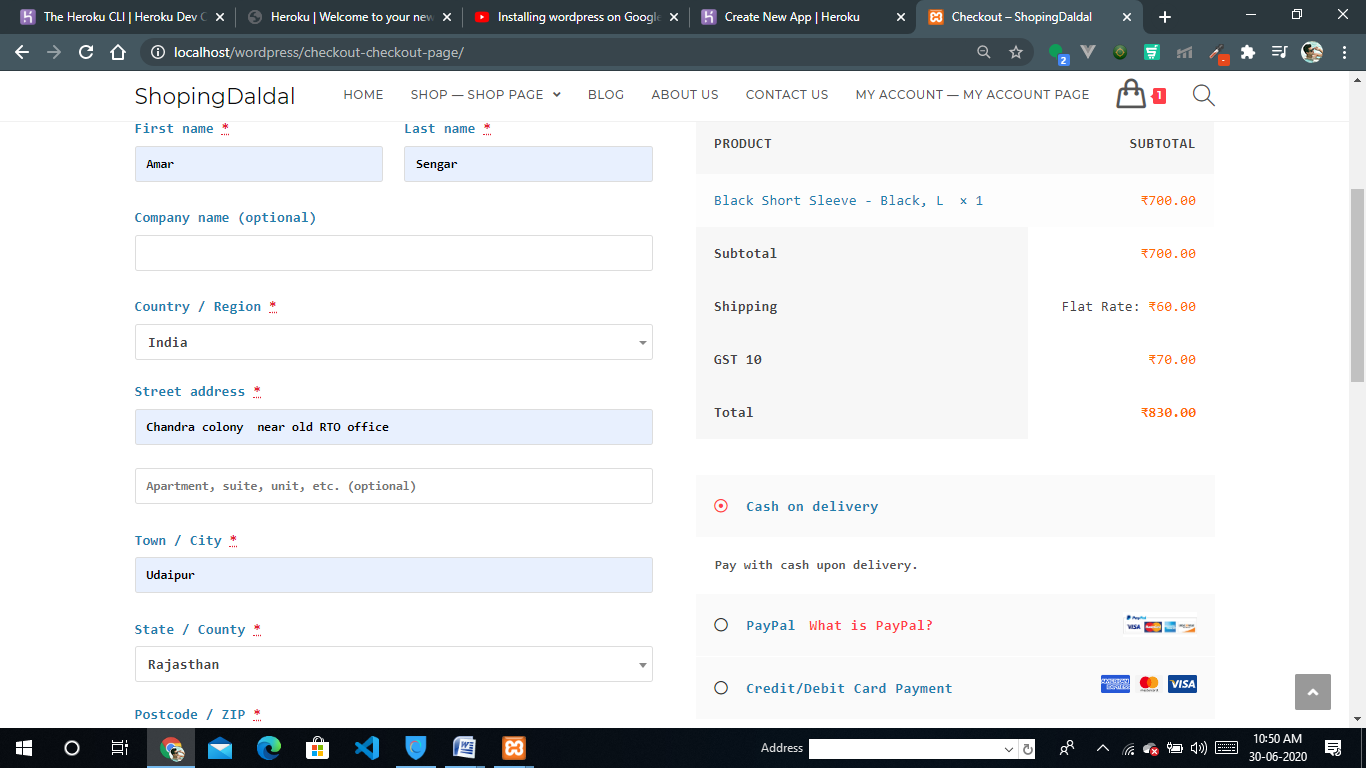 The Heroku CLI | Heroku Dev C
Heroku | Welcome to your new
Installing wordpress on Google
Create New App | Heroku
Checkout – ShopingDaldal
localhost/wordpress/checkout-checkout-page/
2
ShopingDaldal
HOME
SHOP — SHOP PAGE
BLOG
ABOUT US
CONTACT US
MY ACCOUNT — MY ACCOUNT PAGE
1
First name *
Last name *
Amar
Sengar
Company name (optional)
Country / Region *
India
Street address *
Chandra colony near old RTO office
Apartment, suite, unit, etc. (optional)
Town / City *
Udaipur
State / County *
Rajasthan
Postcode / ZIP *
PRODUCT SUBTOTAL
Black Short Sleeve - Black, L × 1 ₹700.00
Subtotal ₹700.00
Shipping Flat Rate: ₹60.00
GST 10 ₹70.00
Total ₹830.00
Cash on delivery
Pay with cash upon delivery.
PayPal What is PayPal?
PayPal
VISA
Credit/Debit Card Payment
AMERICAN EXPRESS
VISA
Address
10:50 AM
30-06-2020